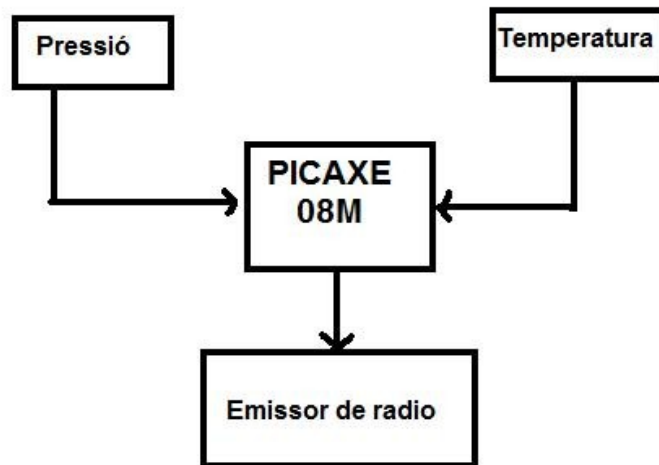 Pressió
Temperatura
PICAXE
08M
Emissor de radio